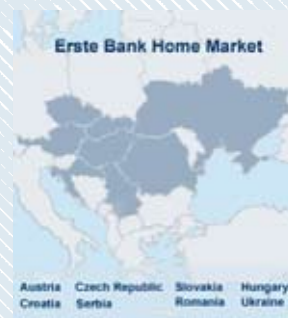 Erste Bank Home Market
Austria Czech Republic Slovakia Hungary
Croatia Serbia Romania Ukraine